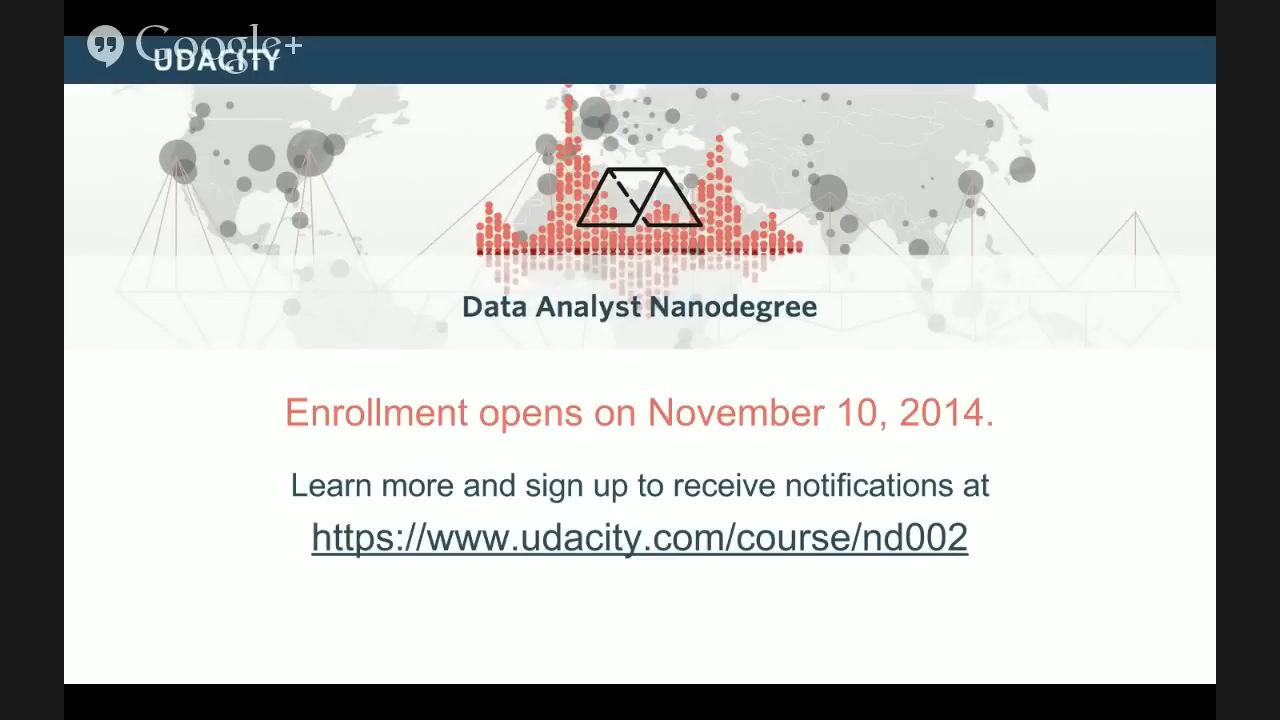 Google+
UDACITY
Data Analyst Nanodegree
Enrollment opens on November 10, 2014.
Learn more and sign up to receive notifications at
https://www.udacity.com/course/nd002